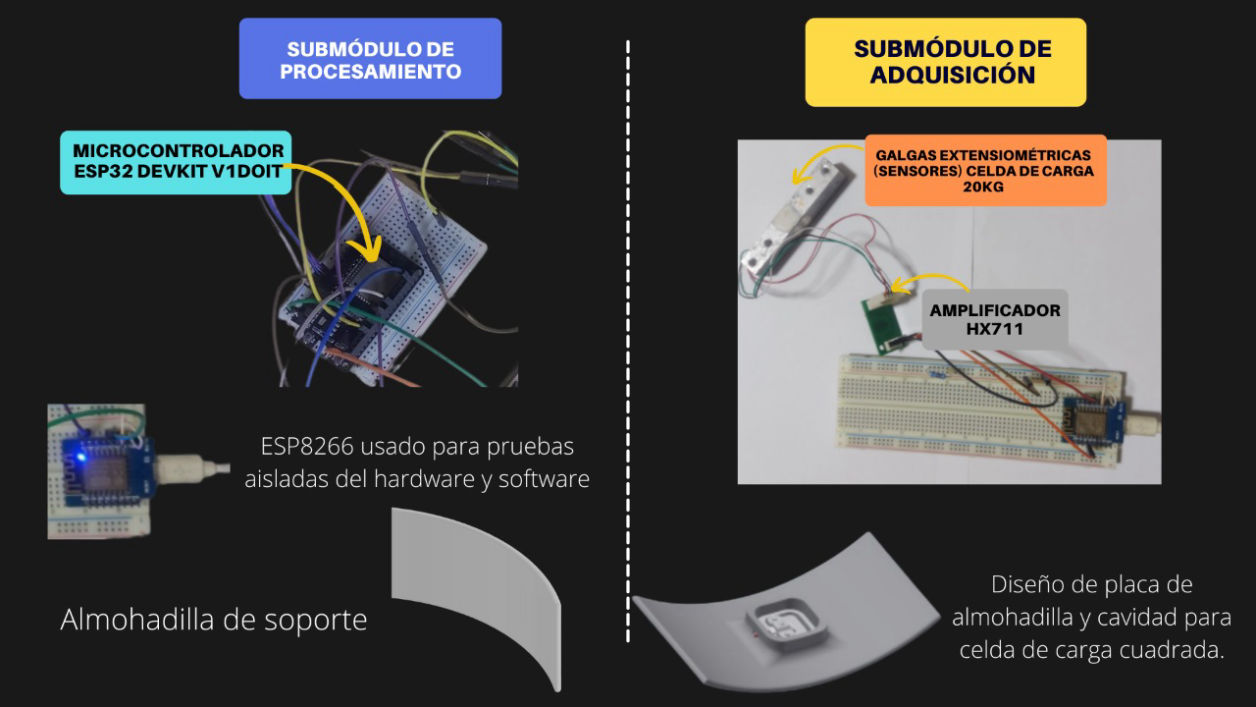 SUBMÓDULO DE
PROCESAMIENTO
MICROCONTROLADOR
ESP32 DEVKIT V1DOIT
ESP8266 usado para pruebas
aisladas del hardware y software
Almohadilla de soporte
SUBMÓDULO DE
ADQUISICIÓN
GALGAS EXTENSIOMÉTRICAS
(SENSORES) CELDA DE CARGA
20KG
AMPLIFICADOR
HX711
Diseño de placa de
almohadilla y cavidad para
celda de carga cuadrada.